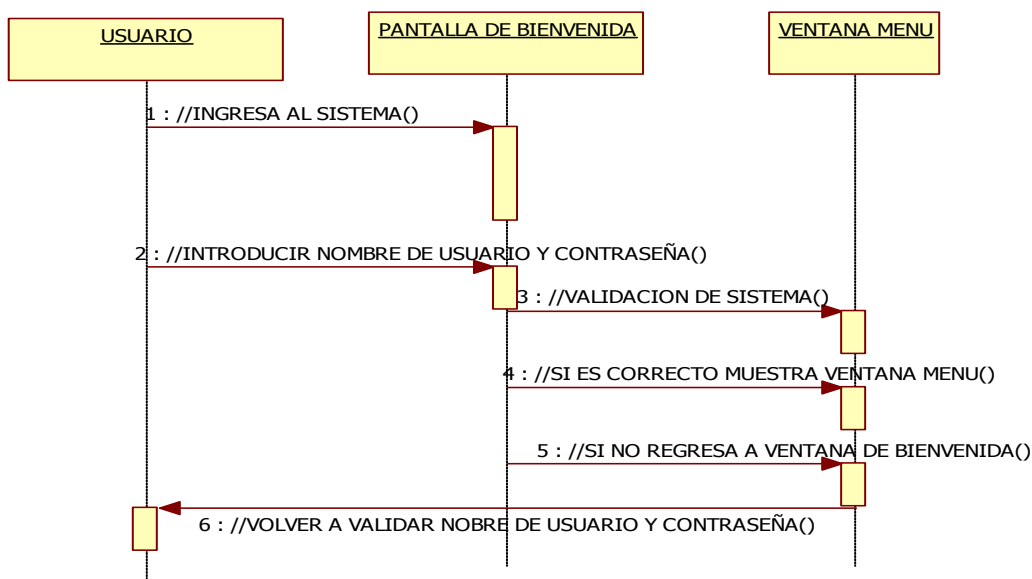 USUARIO
PANTALLA DE BIENVENIDA
VENTANA MENU
1 : //INGRESA AL SISTEMA()
2 : //INTRODUCIR NOMBRE DE USUARIO Y CONTRASEÑA()
3 : //VALIDACION DE SISTEMA()
4 : //SI ES CORRECTO MUESTRA VENTANA MENU()
5 : //SI NO REGRESA A VENTANA DE BIENVENIDA()
6 : //VOLVER A VALIDAR NOBRE DE USUARIO Y CONTRASEÑA()